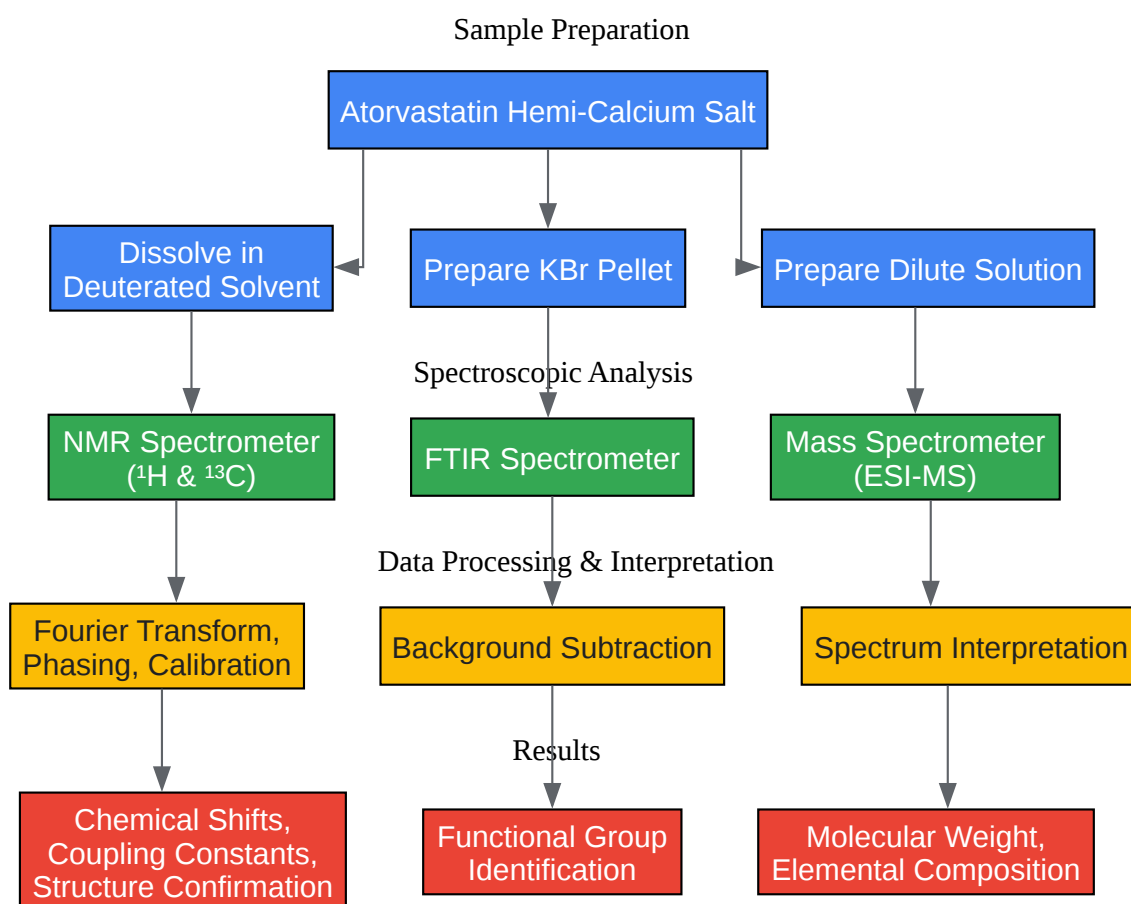 Sample Preparation
Atorvastatin Hemi-Calcium Salt
Dissolve in
Deuterated Solvent
Prepare KBr Pellet
Prepare Dilute Solution
Spectroscopic Analysis
NMR Spectrometer
(¹H & ¹³C)
FTIR Spectrometer
Mass Spectrometer
(ESI-MS)
Data Processing & Interpretation
Fourier Transform,
Phasing, Calibration
Background Subtraction
Spectrum Interpretation
Results
Chemical Shifts,
Coupling Constants,
Structure Confirmation
Functional Group
Identification
Molecular Weight,
Elemental Composition